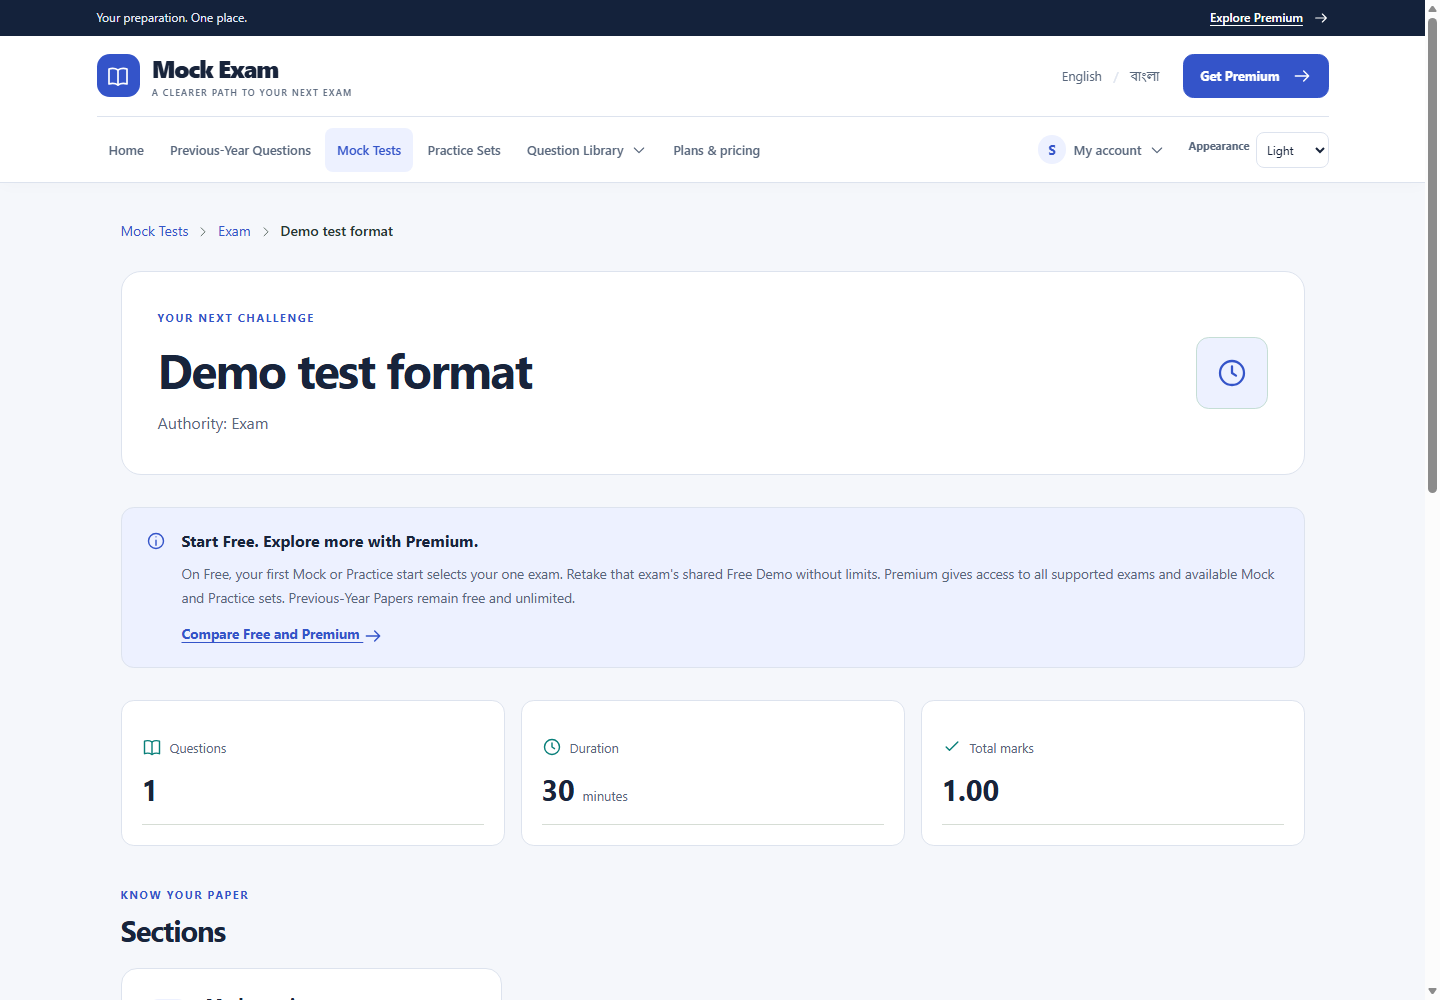 Your preparation. One place.
Explore Premium
Mock Exam
A CLEARER PATH TO YOUR NEXT EXAM
English / বাংলা
Get Premium
Home
Previous-Year Questions
Mock Tests
Practice Sets
Question Library
Plans & pricing
S
My account
Appearance
Light
Mock Tests > Exam > Demo test format
YOUR NEXT CHALLENGE
Demo test format
Authority: Exam
Start Free. Explore more with Premium.
On Free, your first Mock or Practice start selects your one exam. Retake that exam's shared Free Demo without limits. Premium gives access to all supported exams and available Mock
and Practice sets. Previous-Year Papers remain free and unlimited.
Compare Free and Premium
Questions
1
Duration
30 minutes
Total marks
1.00
KNOW YOUR PAPER
Sections